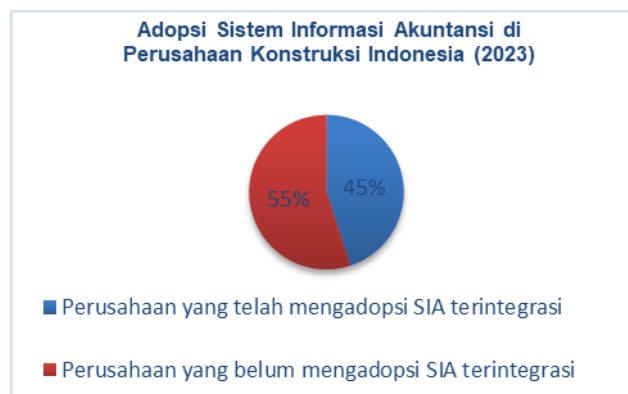 Adopsi Sistem Informasi Akuntansi di
Perusahaan Konstruksi Indonesia (2023)
55% 45%
Perusahaan yang telah mengadopsi SIA terintegrasi
Perusahaan yang belum mengadopsi SIA terintegrasi